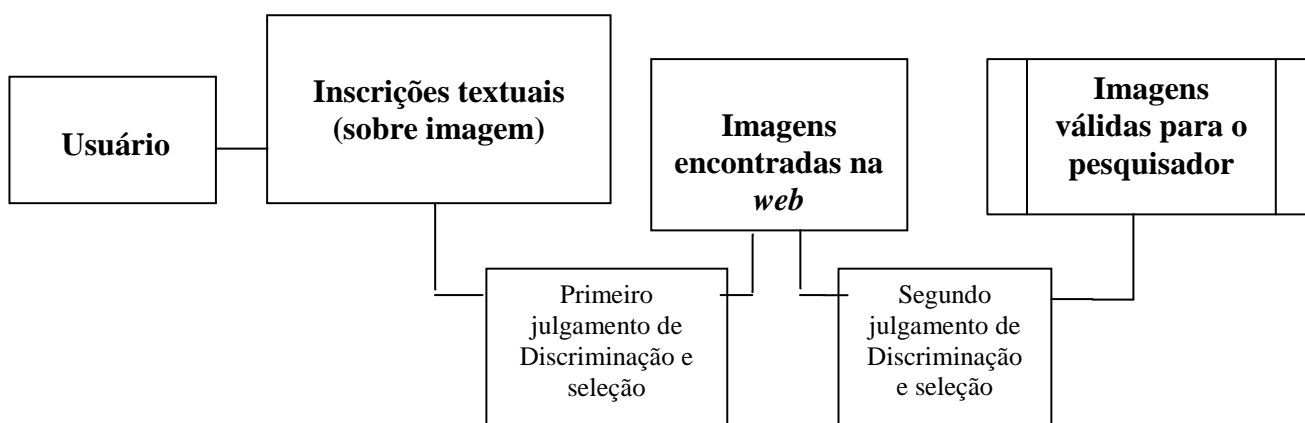 Usuário
Inscrições textuais
(sobre imagem)
Imagens
encontradas na
web
Imagens
válidas para o
pesquisador
Primeiro
julgamento de
Discriminação e
seleção
Segundo
julgamento de
Discriminação
e seleção